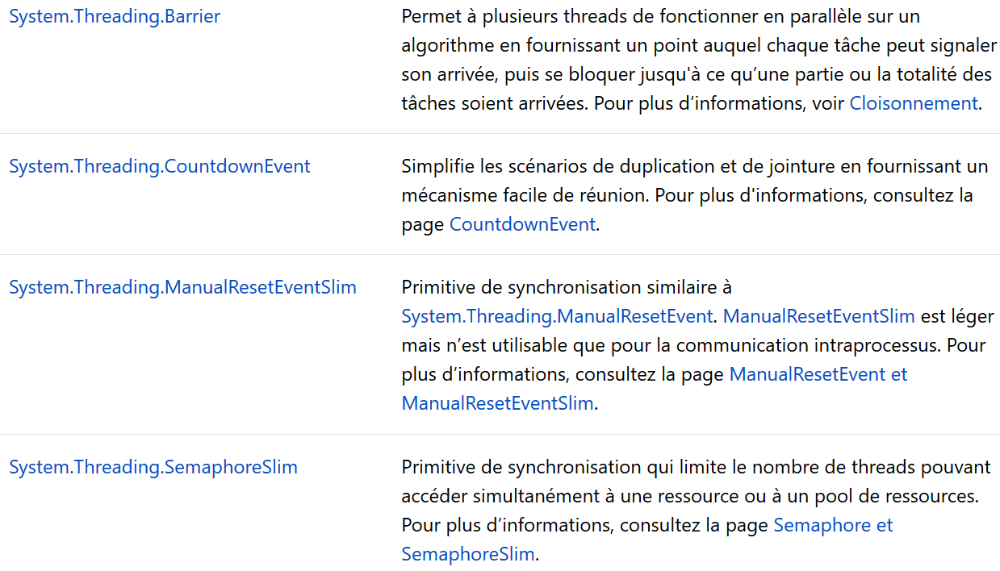 System.Threading.Barrier
Permet à plusieurs threads de fonctionner en parallèle sur un
algorithme en fournissant un point auquel chaque tâche peut signaler
son arrivée, puis se bloquer jusqu'à ce qu’une partie ou la totalité des
tâches soient arrivées. Pour plus d’informations, voir Cloisonnement.
System.Threading.CountdownEvent
Simplifie les scénarios de duplication et de jointure en fournissant un
mécanisme facile de réunion. Pour plus d'informations, consultez la
page CountdownEvent.
System.Threading.ManualResetEventSlim
Primitive de synchronisation similaire à
System.Threading.ManualResetEvent. ManualResetEventSlim est léger
mais n’est utilisable que pour la communication intraprocessus. Pour
plus d’informations, consultez la page ManualResetEvent et
ManualResetEventSlim.
System.Threading.SemaphoreSlim
Primitive de synchronisation qui limite le nombre de threads pouvant
accéder simultanément à une ressource ou à un pool de ressources.
Pour plus d’informations, consultez la page Semaphore et
SemaphoreSlim.